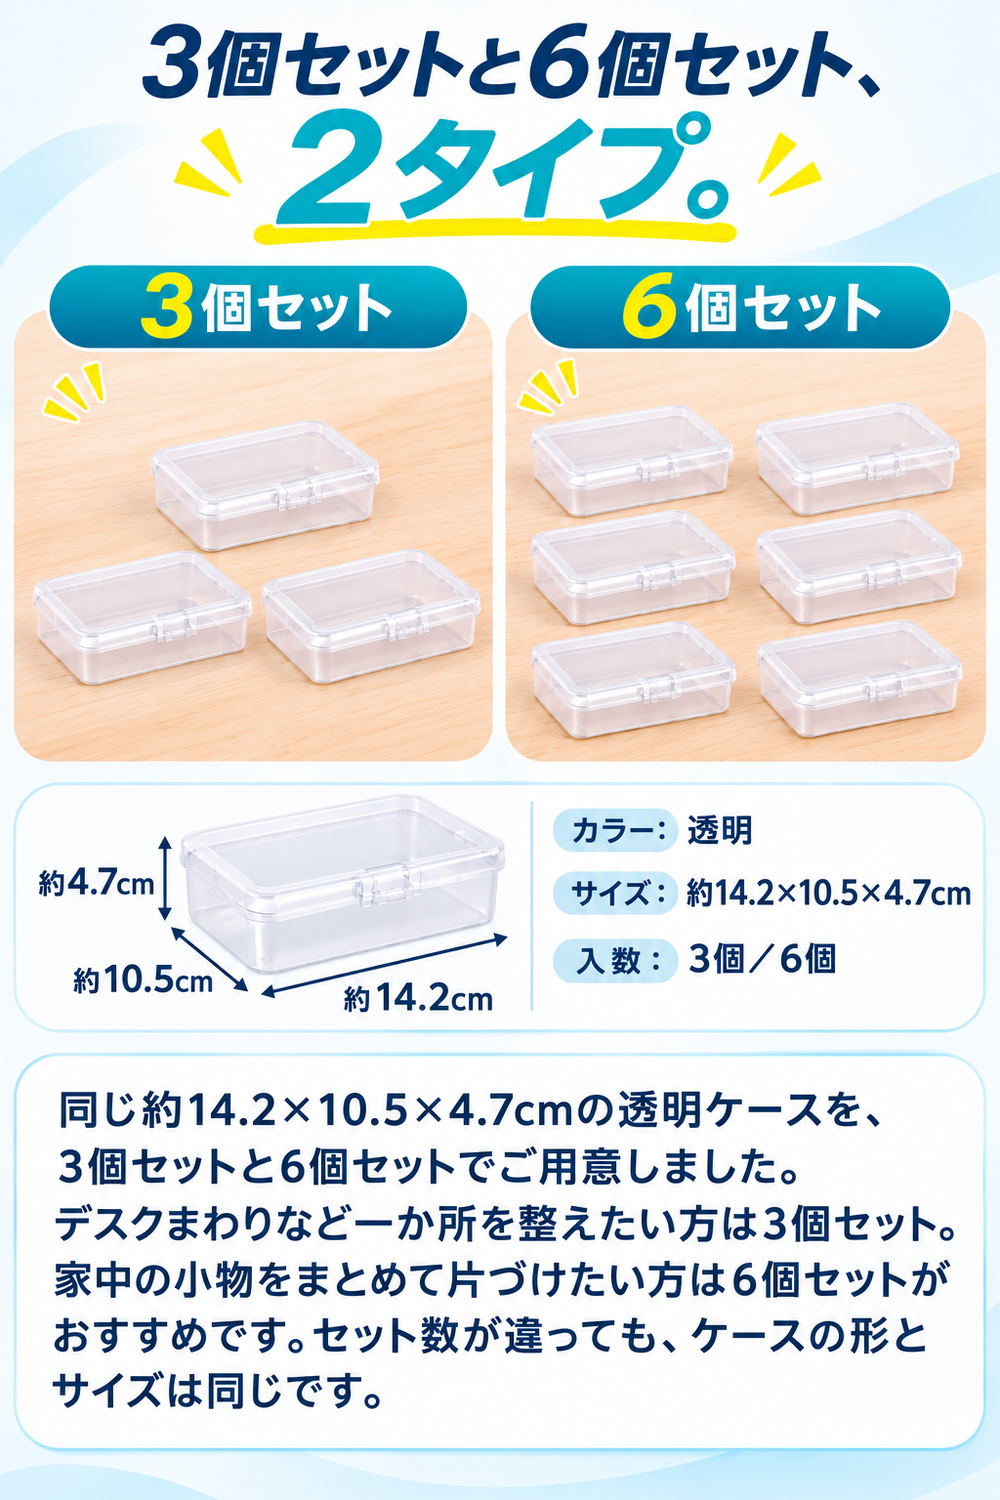 3個セットと6個セット、
2タイプ。
3個セット
6個セット
約4.7cm
約10.5cm
約14.2cm
カラー：透明
サイズ：約14.2×10.5×4.7cm
入数：3個／6個
同じ約14.2×10.5×4.7cmの透明ケースを、
3個セットと6個セットでご用意しました。
デスクまわりなど一か所を整えたい方は3個セット。
家中の小物をまとめて片づけたい方は6個セットが
おすすめです。セット数が違っても、ケースの形と
サイズは同じです。